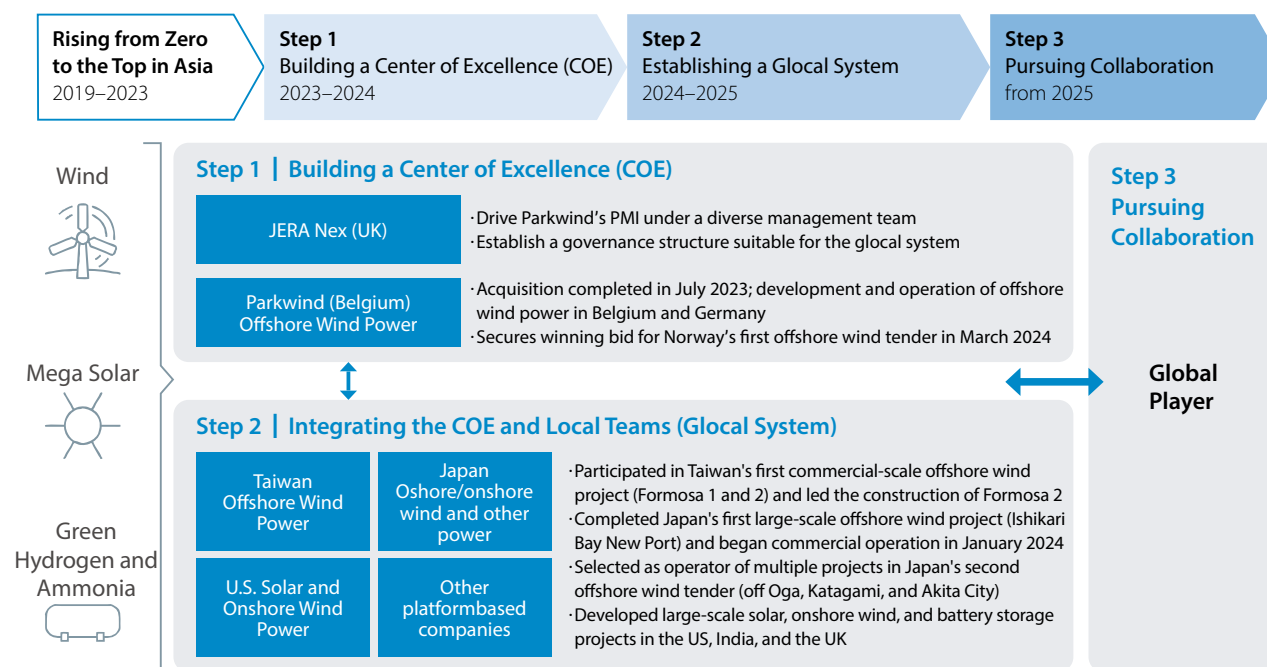 Rising from Zero
to the Top in Asia
2019–2023
Step 1
Building a Center of Excellence (COE)
2023–2024
Step 2
Establishing a Glocal System
2024–2025
Step 3
Pursuing Collaboration
from 2025
Wind
Mega Solar
Green
Hydrogen and
Ammonia
Step 1 | Building a Center of Excellence (COE)
JERA Nex (UK)
·Drive Parkwind’s PMI under a diverse management team
·Establish a governance structure suitable for the glocal system
Parkwind (Belgium)
Offshore Wind Power
·Acquisition completed in July 2023; development and operation of offshore
wind power in Belgium and Germany
·Secures winning bid for Norway’s first offshore wind tender in March 2024
Step 2 | Integrating the COE and Local Teams (Glocal System)
Taiwan
Offshore Wind
Power
Japan
Oshore/onshore
wind and other
power
U.S. Solar and
Onshore Wind
Power
Other
platformbased
companies
·Participated in Taiwan's first commercial-scale offshore wind
project (Formosa 1 and 2) and led the construction of Formosa 2
·Completed Japan's first large-scale offshore wind project (Ishikari
Bay New Port) and began commercial operation in January 2024
·Selected as operator of multiple projects in Japan's second
offshore wind tender (off Oga, Katagami, and Akita City)
·Developed large-scale solar, onshore wind, and battery storage
projects in the US, India, and the UK
Step 3
Pursuing
Collaboration
Global
Player